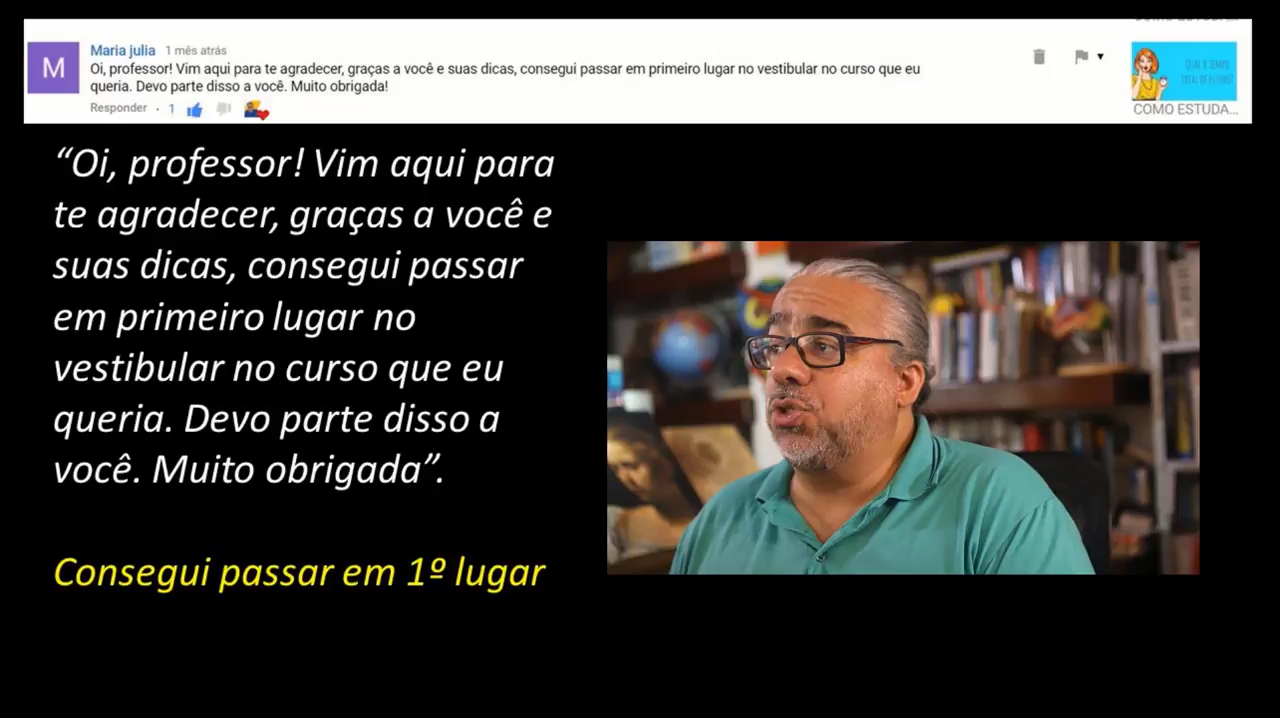 Maria julia 1 mês atrás
Oi, professor! Vim aqui para te agradecer, graças a você e suas dicas, consegui passar em primeiro lugar no vestibular no curso que eu
queria. Devo parte disso a você. Muito obrigada!
Responder · 1
M
QUAL O TEMPO
COMO ESTUDA...
“Oi, professor! Vim aqui para
te agradecer, graças a você e
suas dicas, consegui passar
em primeiro lugar no
vestibular no curso que eu
queria. Devo parte disso a
você. Muito obrigada”.
Consegui passar em 1º lugar